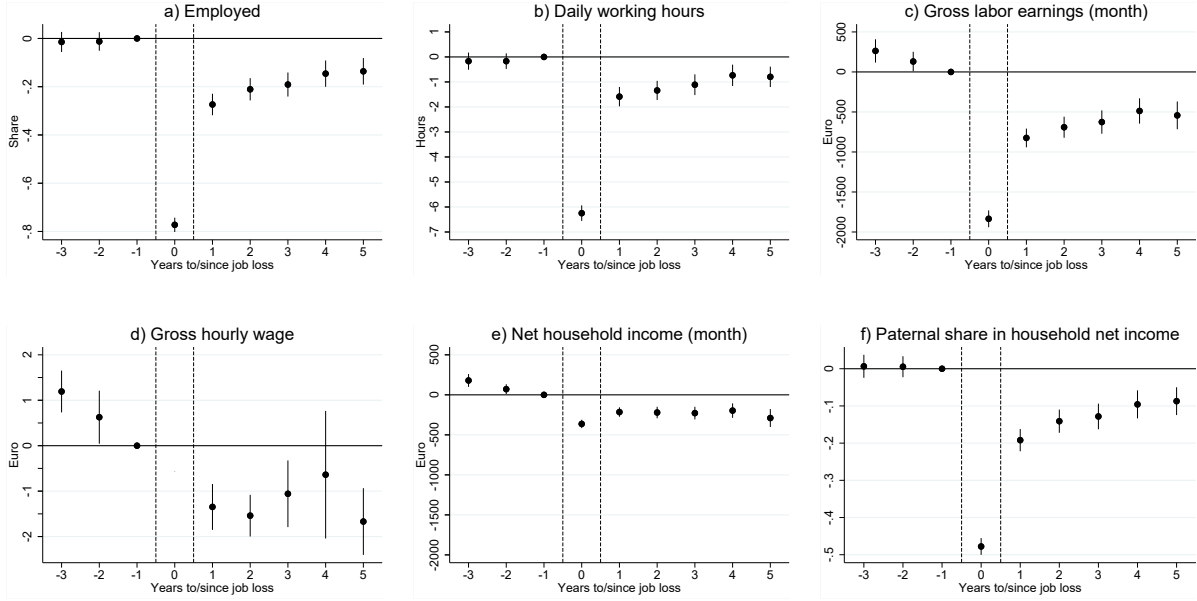 a) Employed
Share
0
-.2
-.4
-.6
-.8
-3 -2 -1 0 1 2 3 4 5
Years to/since job loss
b) Daily working hours
Hours
1
0
-1
-2
-3
-4
-5
-6
-7
-3 -2 -1 0 1 2 3 4 5
Years to/since job loss
c) Gross labor earnings (month)
Euro
500
0
-500
-1000
-1500
-2000
-3 -2 -1 0 1 2 3 4 5
Years to/since job loss
d) Gross hourly wage
Euro
2
1
0
-1
-2
-3 -2 -1 0 1 2 3 4 5
Years to/since job loss
e) Net household income (month)
Euro
500
0
-500
-1000
-1500
-2000
-3 -2 -1 0 1 2 3 4 5
Years to/since job loss
f) Paternal share in household net income
0
-.1
-.2
-.3
-.4
-.5
-3 -2 -1 0 1 2 3 4 5
Years to/since job loss